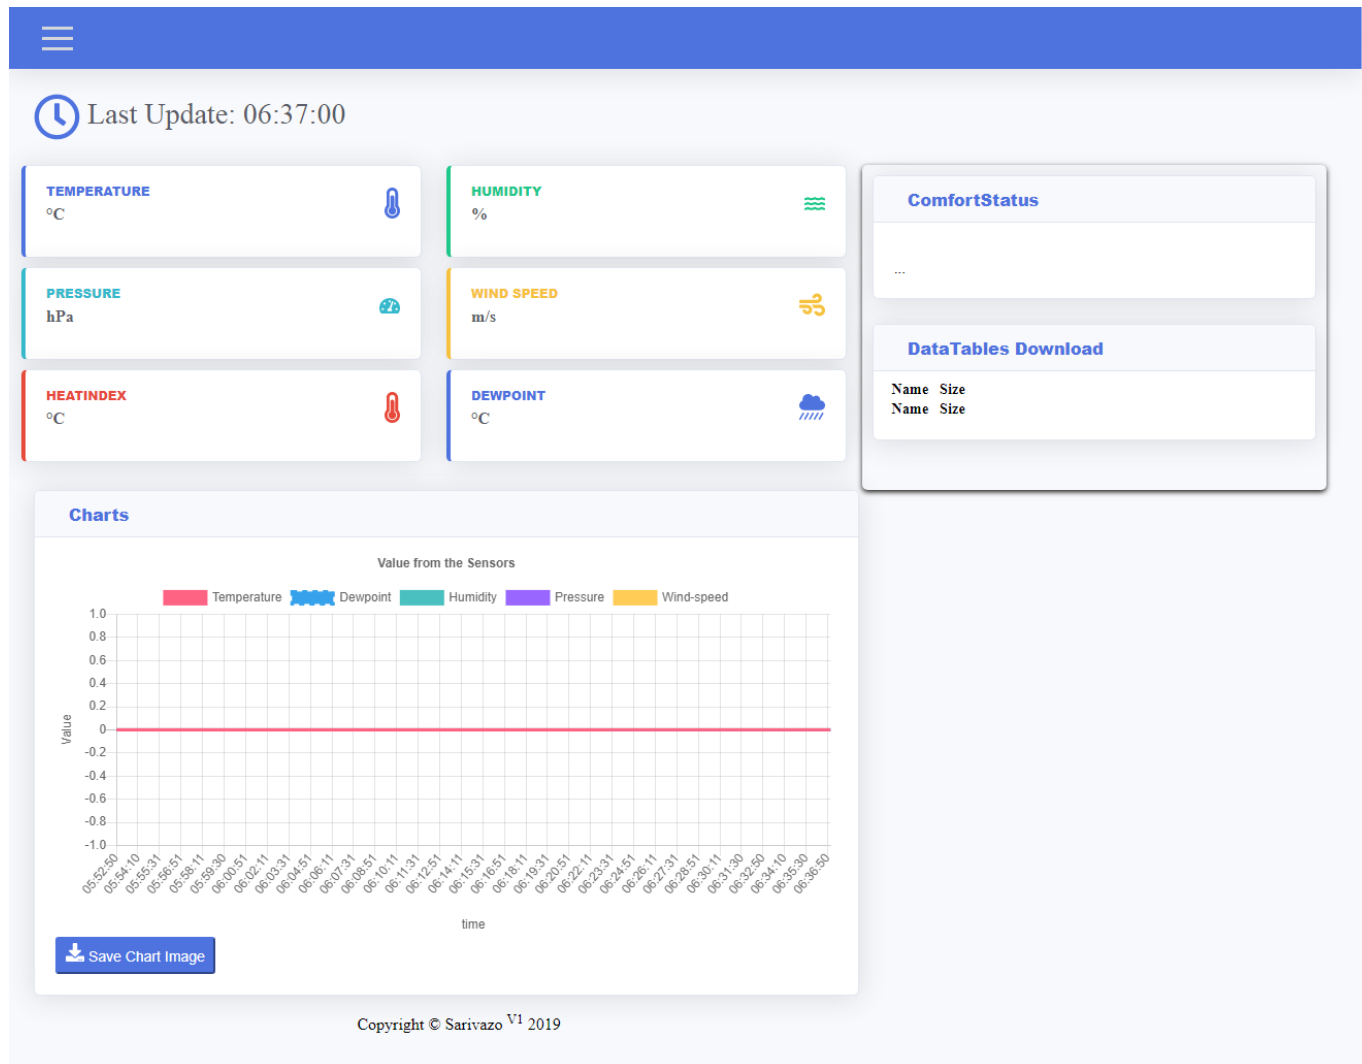 Last Update: 06:37:00
TEMPERATURE
°C
HUMIDITY
%
PRESSURE
hPa
WIND SPEED
m/s
HEATINDEX
°C
DEWPOINT
°C
ComfortStatus
...
DataTables Download
Name Size
Name Size
Charts
Value from the Sensors
Temperature Dewpoint Humidity Pressure Wind-speed
1.0
0.8
0.6
0.4
0.2
0
-0.2
-0.4
-0.6
-0.8
-1.0
Value
05:52:50 05:54:10 05:55:31 05:56:51 05:58:11 05:59:30 06:00:51 06:02:11 06:03:31 06:04:51 06:06:11 06:07:31 06:08:51 06:10:11 06:11:31 06:12:51 06:14:11 06:15:31 06:16:51 06:18:11 06:19:31 06:20:51 06:22:11 06:23:31 06:24:51 06:26:11 06:27:31 06:28:51 06:30:11 06:31:30 06:32:50 06:34:10 06:35:30 06:36:50
time
Save Chart Image
Copyright © Sarivazo V1 2019